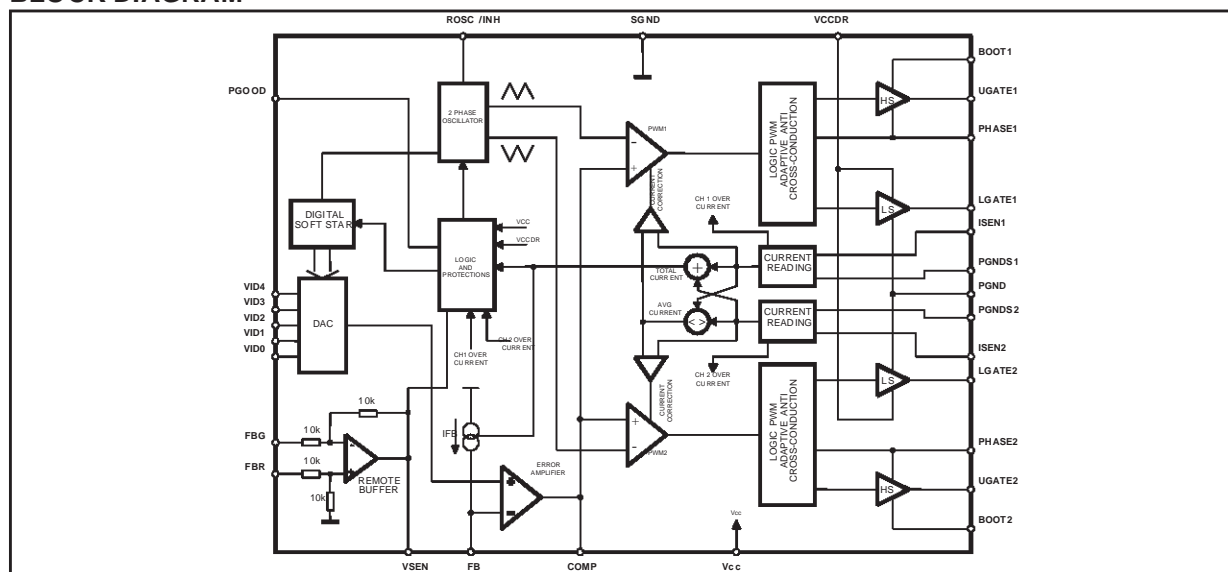 BLOCK DIAGRAM
ROSC /INH
SGND
VCCDR
BOOT1
UGATE1
PHASE1
LGATE1
ISEN1
PGNDS1
PGND
PGNDS2
ISEN2
LGATE2
PHASE2
UGATE2
BOOT2
PGOOD
VID4
VID3
VID2
VID1
VID0
FBG
FBR
VSEN
FB
COMP
Vcc
2 PHASE
OSCILLATOR
DIGITAL
SOFT STAR
DAC
LOGIC
AND
PROTECTIONS
VCC
VCCDR
CH1 OVER
CURRENT
CH2 OVER
CURRENT
TOTAL
CURRENT
AVG
CURRENT
+
< >
PWM1
-
+
CURRENT
CORRECTION
CH 1 OVER
CURRENT
CURRENT
READING
CURRENT
READING
CH 2 OVER
CURRENT
CURRENT
CORRECTION
+
-
PWM2
LOGIC PWM
ADAPTIVE ANTI
CROSS-CONDUCTION
LOGIC PWM
ADAPTIVE ANTI
CROSS-CONDUCTION
HS
LS
LS
HS
10k
10k
10k
10k
-
+
REMOTE
BUFFER
IFB
ERROR
AMPLIFIER
+
-
Vcc